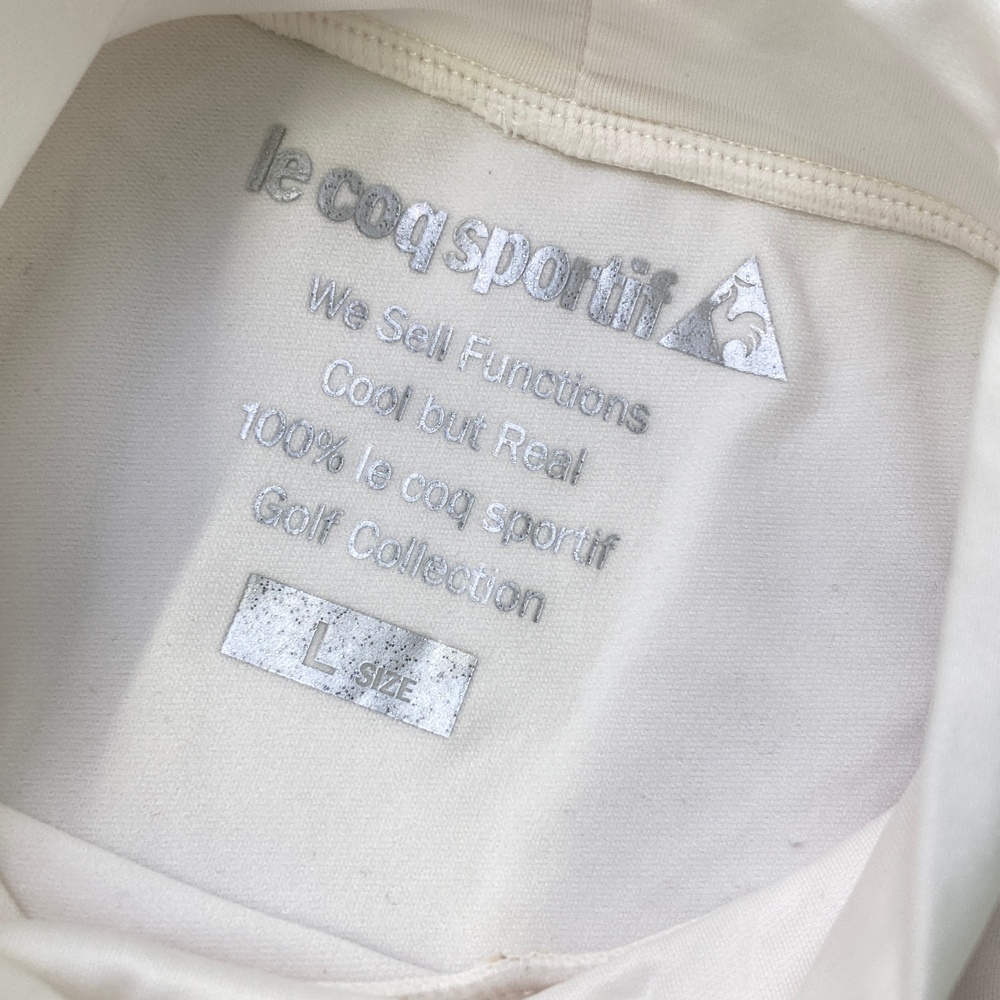 le coq sportif
We Sell Functions
Cool but Real
100% le coq sportif
Golf Collection
L SIZE